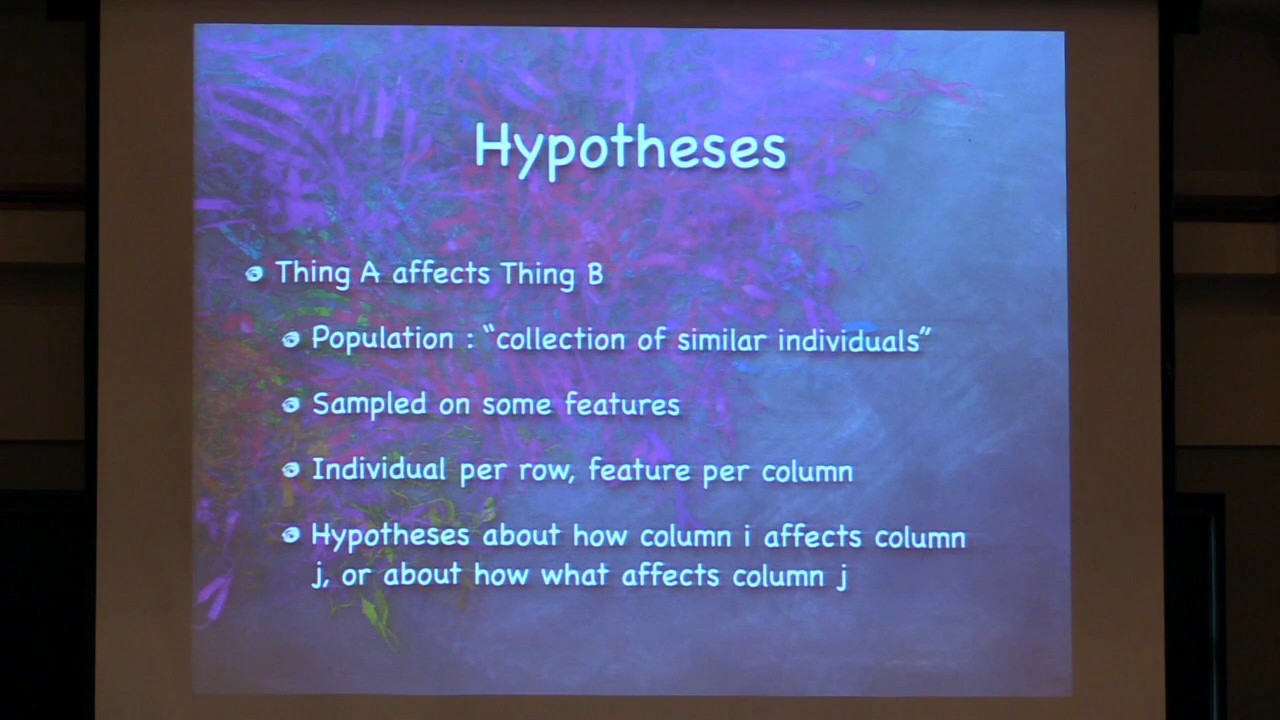 Hypotheses
Thing A affects Thing B
Population : “collection of similar individuals”
Sampled on some features
Individual per row, feature per column
Hypotheses about how column i affects column
j, or about how what affects column j